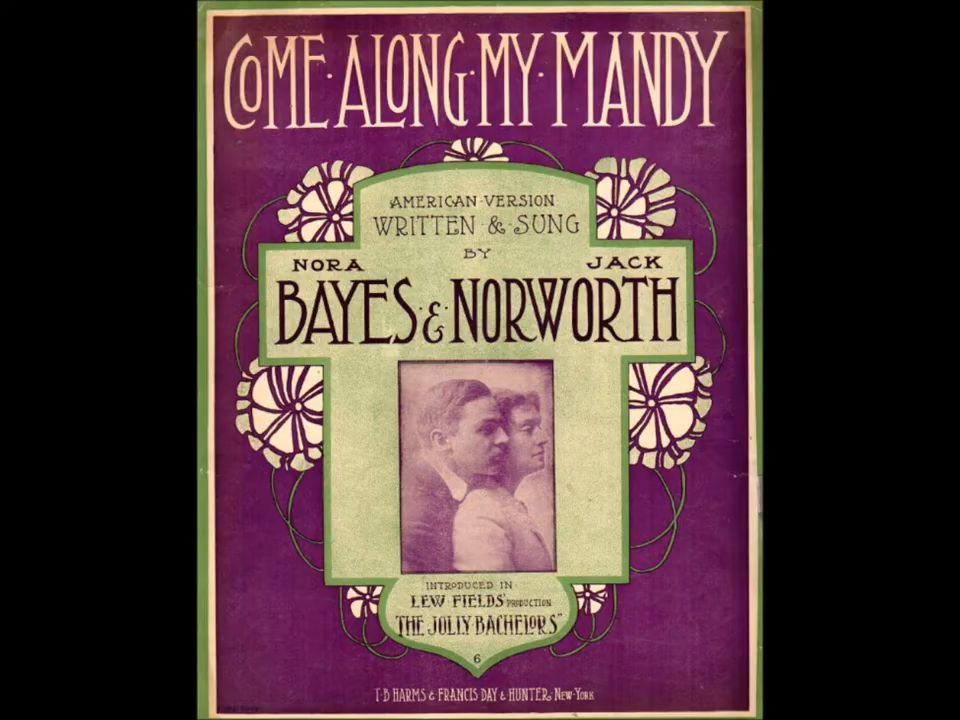 COME·ALONG·MY·MANDY
AMERICAN·VERSION
WRITTEN·&·SUNG
BY
NORA JACK
BAYES·&·NORWORTH
INTRODUCED IN
LEW FIELDS' PRODUCTION
"THE JOLLY BACHELORS"
6
T·B HARMS & FRANCIS DAY & HUNTER, NEW-YORK